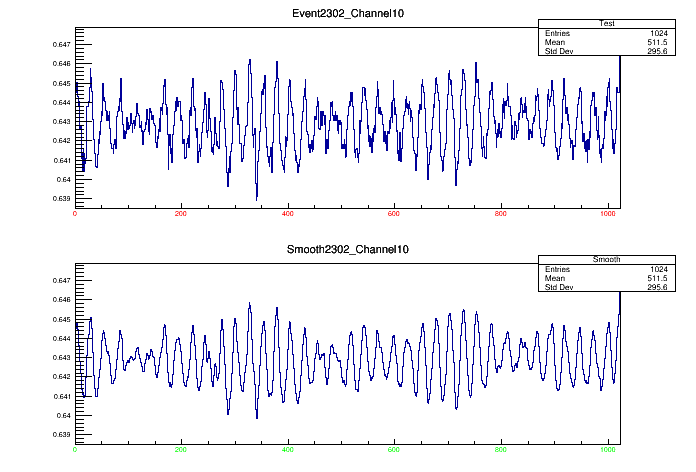 Event2302_Channel10
Test
Entries 1024
Mean 511.5
Std Dev 295.6
0.647
0.646
0.645
0.644
0.643
0.642
0.641
0.64
0.639
0 200 400 600 800 1000
Smooth2302_Channel10
Smooth
Entries 1024
Mean 511.5
Std Dev 295.6
0.647
0.646
0.645
0.644
0.643
0.642
0.641
0.64
0.639
0 200 400 600 800 1000